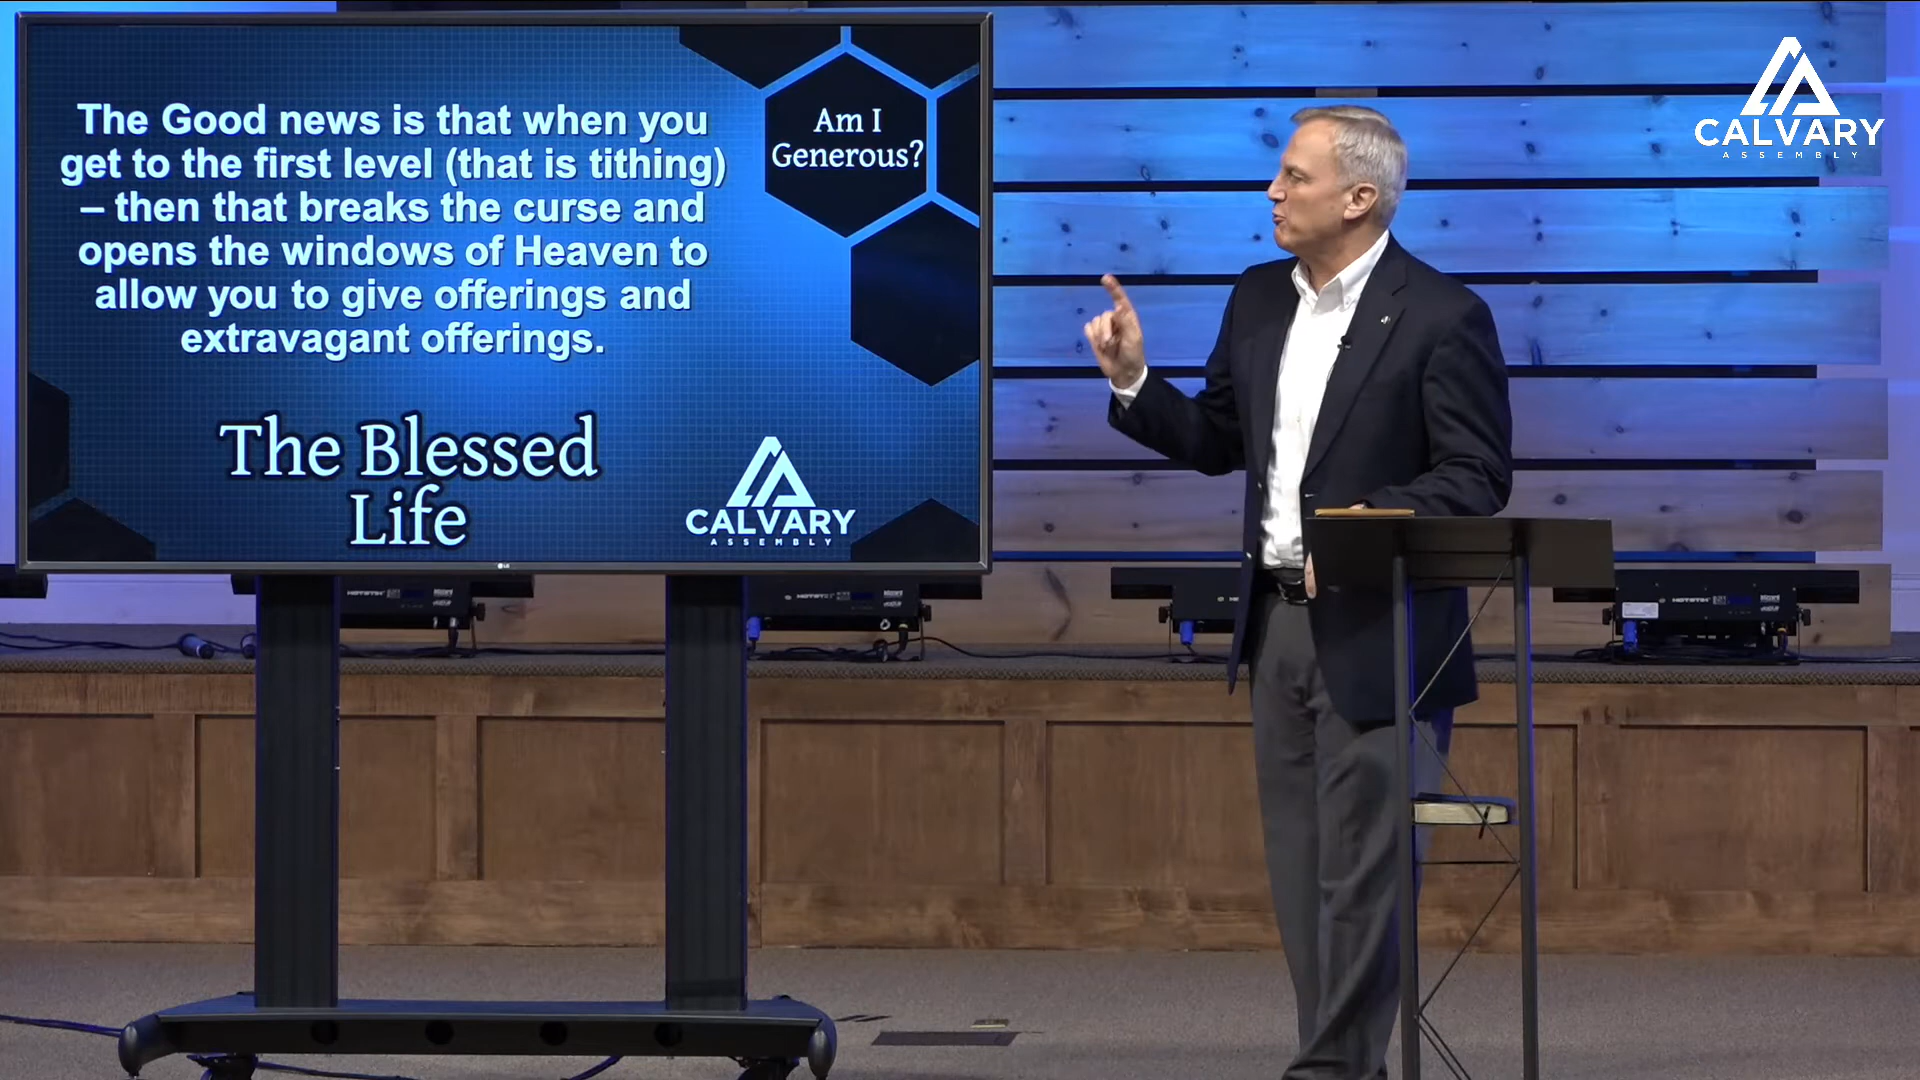 The Good news is that when you
get to the first level (that is tithing)
– then that breaks the curse and
opens the windows of Heaven to
allow you to give offerings and
extravagant offerings.
Am I
Generous?
The Blessed
Life
CALVARY
ASSEMBLY
CALVARY
ASSEMBLY
LG